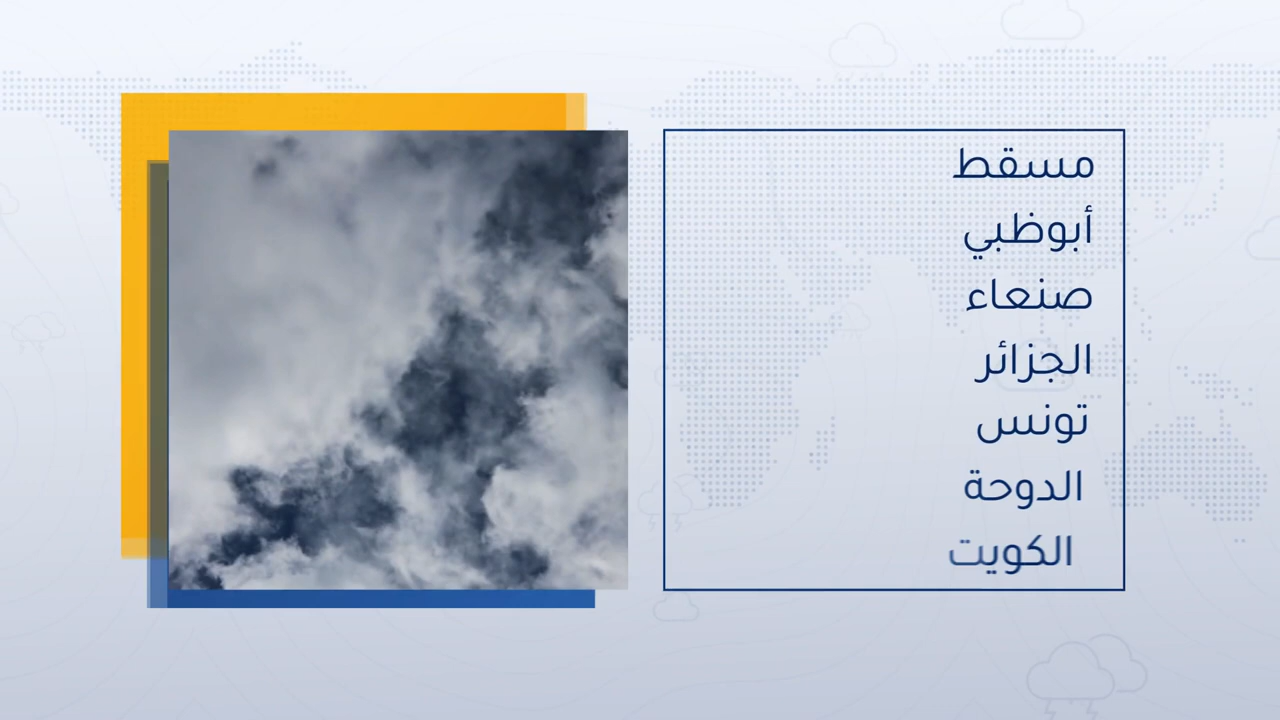 مسقط
أبوظبي
صنعاء
الجزائر
تونس
الدوحة
الكويت